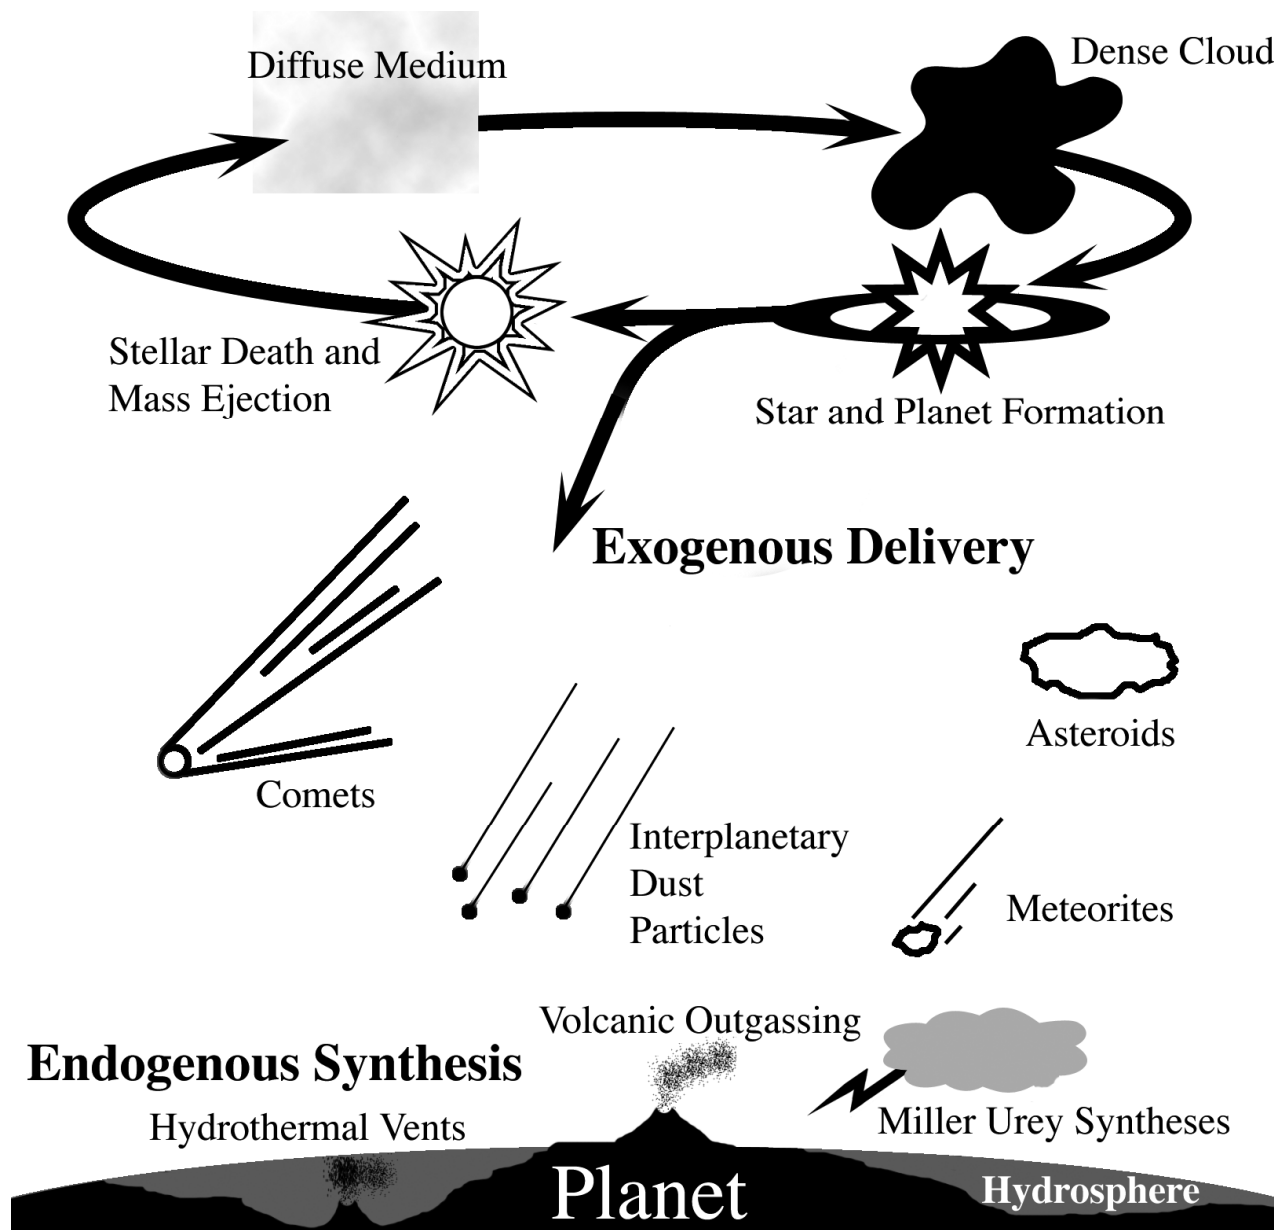 Diffuse Medium
Dense Cloud
Stellar Death and
Mass Ejection
Star and Planet Formation
Exogenous Delivery
Asteroids
Comets
Interplanetary
Dust
Particles
Meteorites
Volcanic Outgassing
Endogenous Synthesis
Hydrothermal Vents
Miller Urey Syntheses
Planet
Hydrosphere